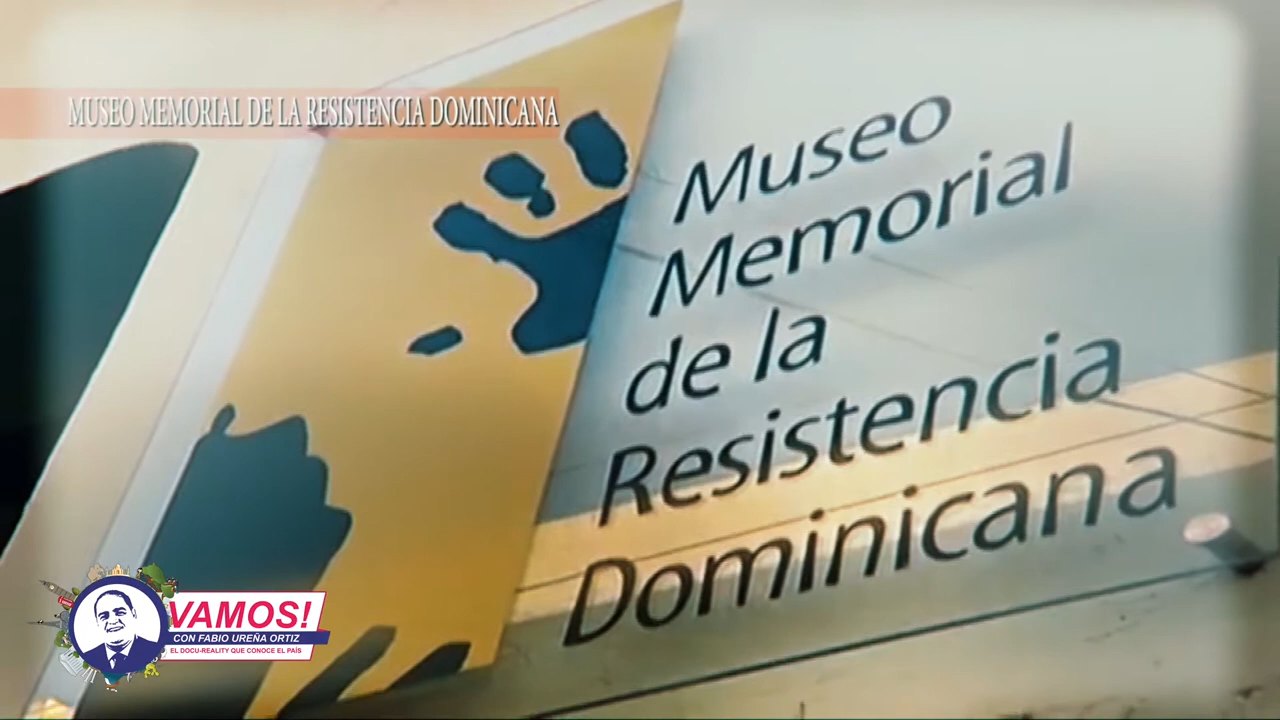 MUSEO MEMORIAL DE LA RESISTENCIA DOMINICANA
Museo
Memorial
de la
Resistencia
Dominicana
VAMOS!
CON FABIO UREÑA ORTIZ
EL DOCU-REALITY QUE CONOCE EL PAÍS